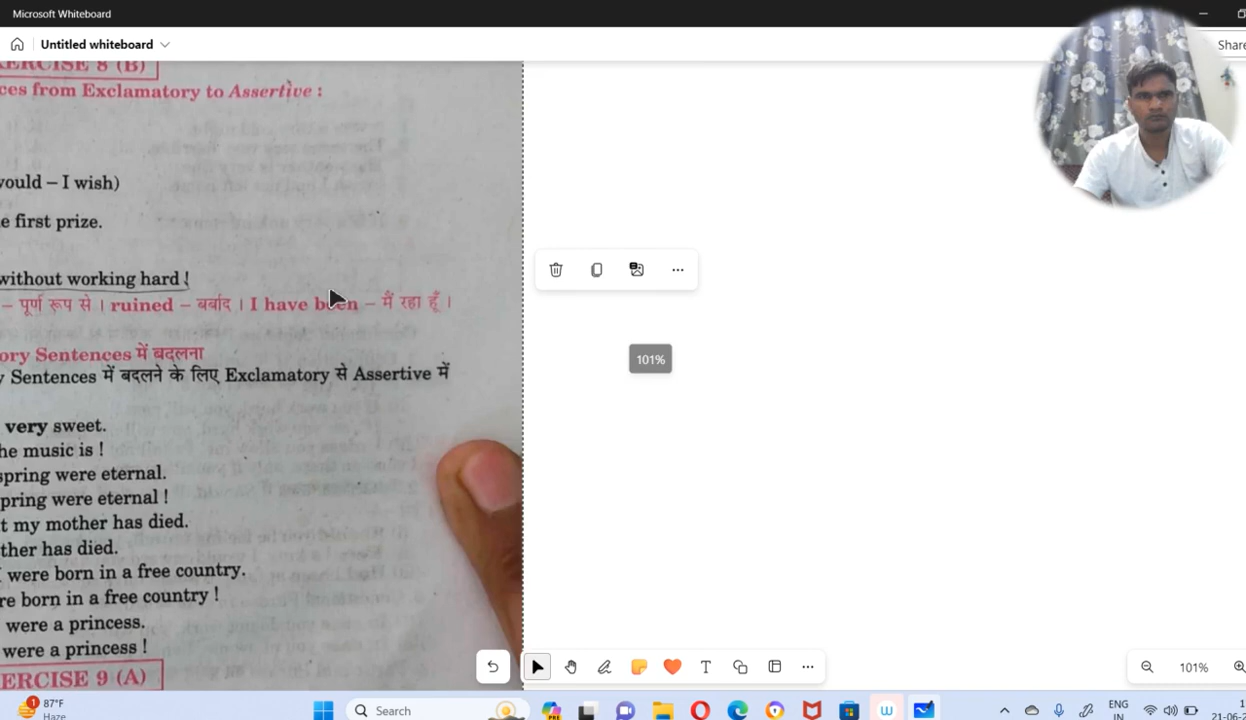 Microsoft Whiteboard
Untitled whiteboard
Share
ERCISE 8 (B)
ces from Exclamatory to Assertive :
would – I wish)
e first prize.
without working hard !
– पूर्ण रूप से । ruined – बर्बाद । I have been – मैं रहा हूँ ।
ory Sentences में बदलना
y Sentences में बदलने के लिए Exclamatory से Assertive में
101%
very sweet.
he music is !
spring were eternal.
pring were eternal !
t my mother has died.
ther has died.
I were born in a free country.
re born in a free country !
were a princess.
were a princess !
ERCISE 9 (A)
101%
87°F
Haze
Search
ENG
IN